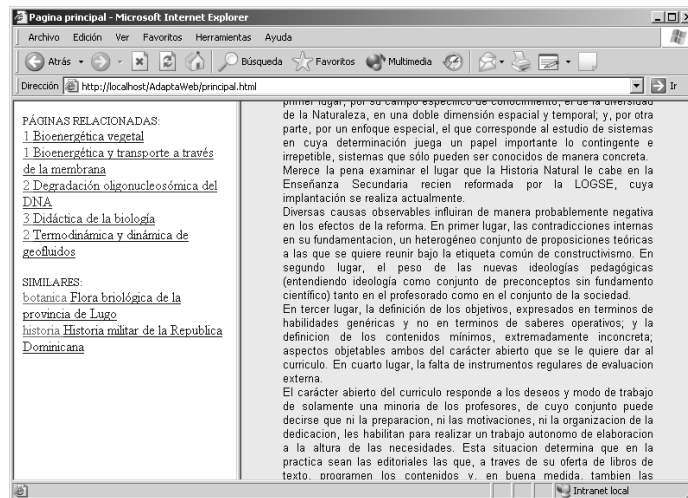 Pagina principal - Microsoft Internet Explorer
Archivo Edición Ver Favoritos Herramientas Ayuda
Atrás Búsqueda Favoritos Multimedia
Dirección http://localhost/AdaptaWeb/principal.html Ir
PÁGINAS RELACIONADAS:
1 Bioenergética vegetal
1 Bioenergética y transporte a través
de la membrana
2 Degradación oligonucleosómica del
DNA
3 Didáctica de la biología
2 Termodinámica y dinámica de
geofluidos
SIMILARES:
botanica Flora briológica de la
provincia de Lugo
historia Historia militar de la Republica
Dominicana
primer lugar, por su campo específico de conocimiento, el de la diversidad
de la Naturaleza, en una doble dimensión espacial y temporal; y, por otra
parte, por un enfoque especial, el que corresponde al estudio de sistemas
en cuya determinación juega un papel importante lo contingente e
irrepetible, sistemas que sólo pueden ser conocidos de manera concreta.
Merece la pena examinar el lugar que la Historia Natural le cabe en la
Enseñanza Secundaria recien reformada por la LOGSE, cuya
implantación se realiza actualmente.
Diversas causas observables influiran de manera probablemente negativa
en los efectos de la reforma. En primer lugar, las contradicciones internas
en su fundamentacion, un heterogéneo conjunto de proposiciones teóricas
a las que se quiere reunir bajo la etiqueta común de constructivismo. En
segundo lugar, el peso de las nuevas ideologías pedagógicas
(entendiendo ideología como conjunto de preconceptos sin fundamento
científico) tanto en el profesorado como en el conjunto de la sociedad.
En tercer lugar, la definición de los objetivos, expresados en terminos de
habilidades genéricas y no en terminos de saberes operativos; y la
definicion de los contenidos mínimos, extremadamente inconcreta;
aspectos objetables ambos del carácter abierto que se le quiere dar al
curriculo. En cuarto lugar, la falta de instrumentos regulares de evaluacion
externa.
El carácter abierto del curriculo responde a los deseos y modo de trabajo
de solamente una minoria de los profesores, de cuyo conjunto puede
decirse que ni la preparacion, ni las motivaciones, ni la organizacion de la
dedicacion, les habilitan para realizar un trabajo autonomo de elaboracion
a la altura de las necesidades. Esta situacion determina que en la
practica sean las editoriales las que, a traves de su oferta de libros de
texto, programen los contenidos y, en buena medida, tambien las
Intranet local